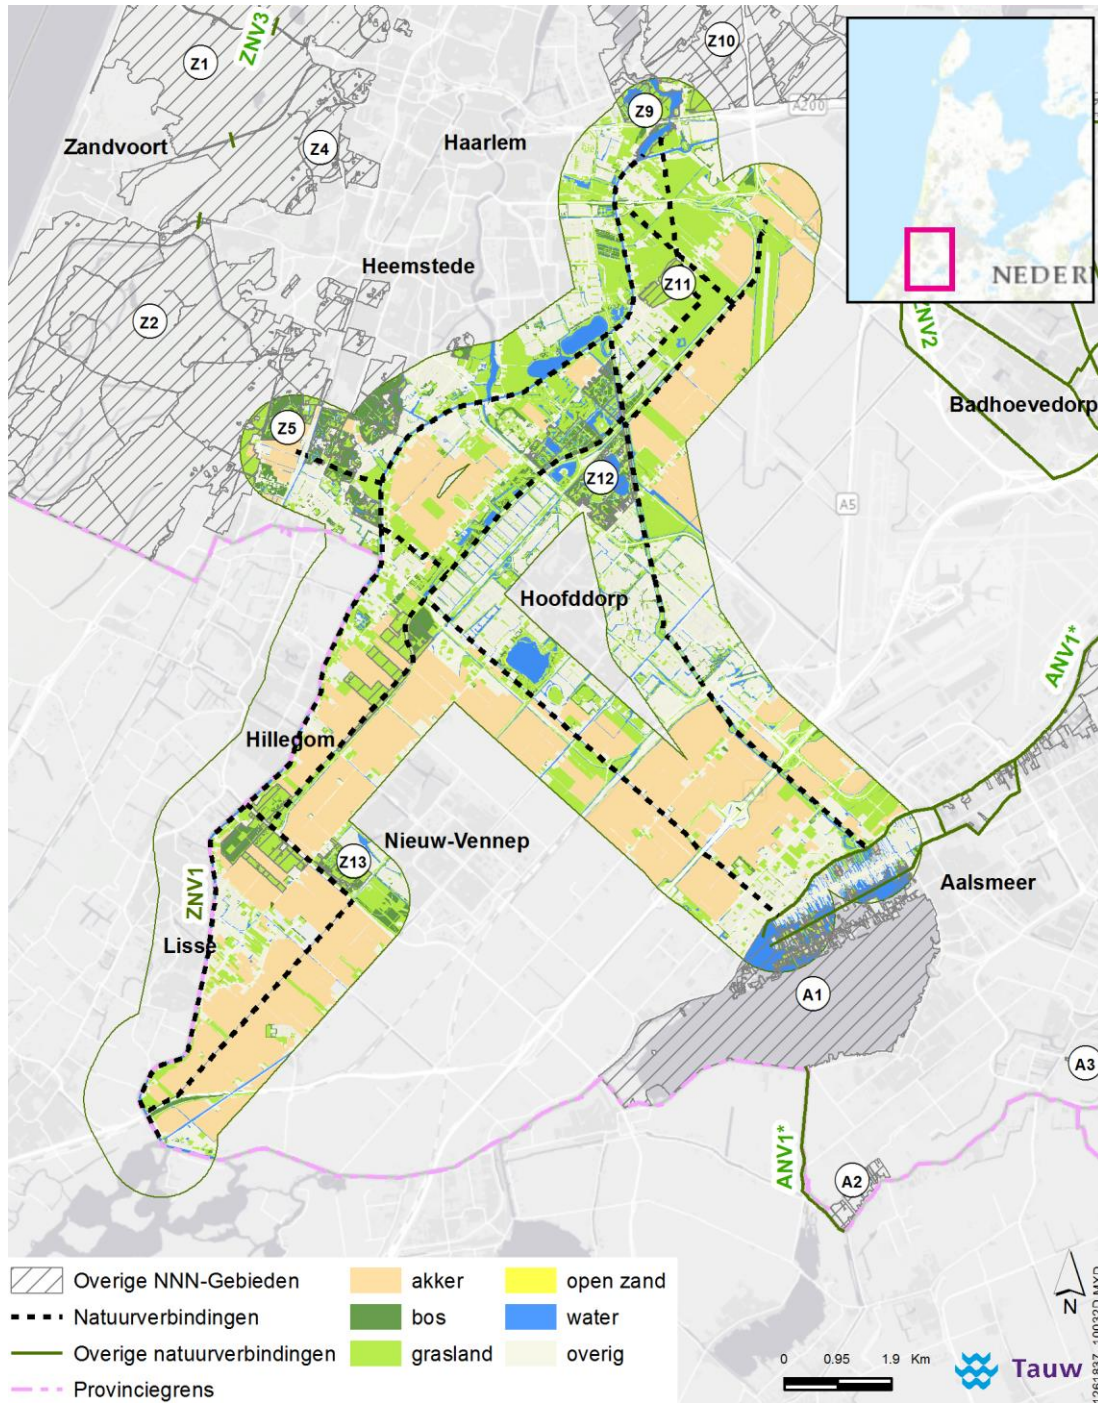 ZNV3
Z1
Z10
A200
Z9
Zandvoort
Z4
Haarlem
Heemstede
Z11
NEDER
Z2
ZNV2
Badhoevedorp
Z5
Z12
A5
Hoofddorp
ANV1*
Hillegom
Nieuw-Vennep
Z13
ZNV1
Aalsmeer
Lisse
A1
A3
ANV1*
A2
Overige NNN-Gebieden
akker
open zand
Natuurverbindingen
bos
water
Overige natuurverbindingen
grasland
overig
Provinciegrens
0 0.95 1.9 Km
Tauw
N